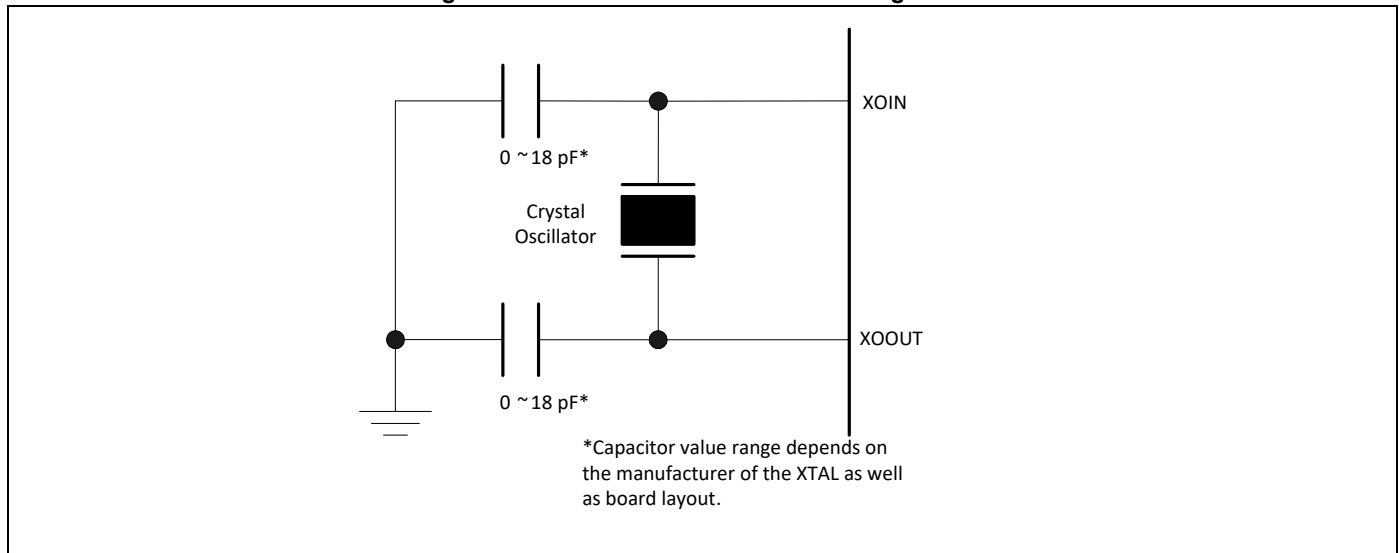 XOIN
0 ~ 18 pF*
Crystal
Oscillator
XOOUT
0 ~ 18 pF*
*Capacitor value range depends on
the manufacturer of the XTAL as well
as board layout.